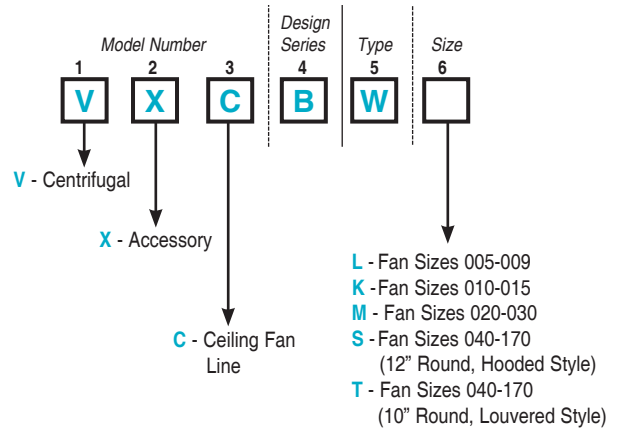 Design
Model Number Series Type Size
1 2 3 4 5 6
V X C B W
V - Centrifugal
X - Accessory
C - Ceiling Fan
Line
L - Fan Sizes 005-009
K - Fan Sizes 010-015
M - Fan Sizes 020-030
S - Fan Sizes 040-170
(12” Round, Hooded Style)
T - Fan Sizes 040-170
(10” Round, Louvered Style)